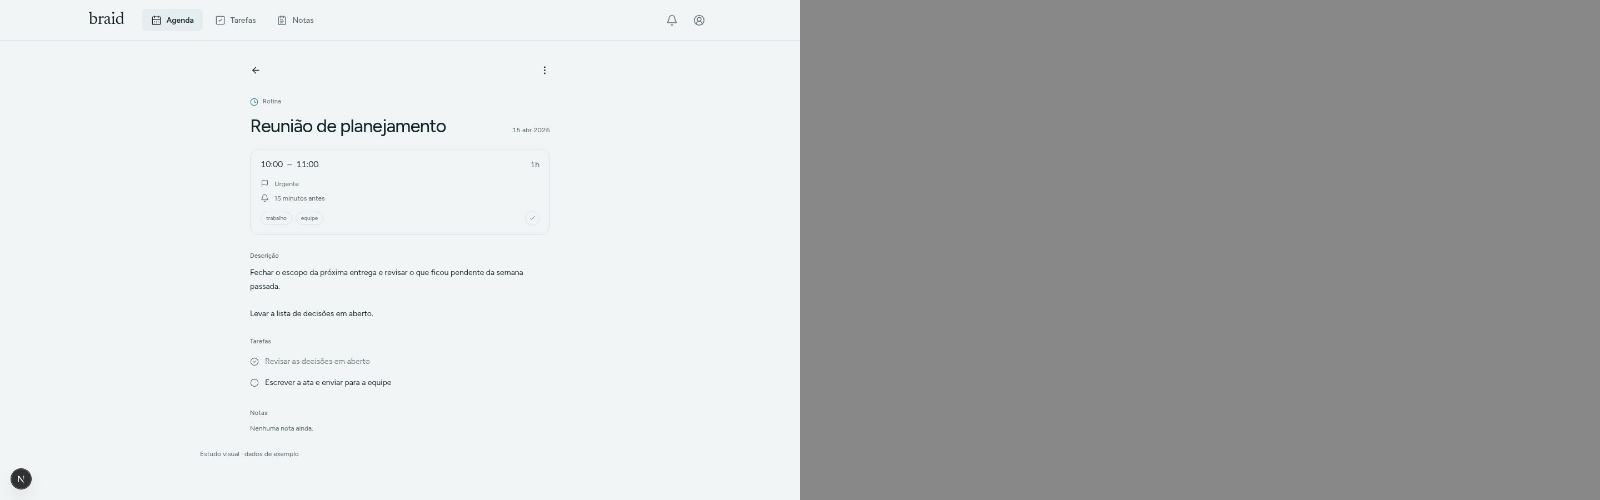 braid
Agenda
Tarefas
Notas
Rotina
Reunião de planejamento
15 abr 2026
10:00 – 11:00
1h
Urgente
15 minutos antes
trabalho
equipe
Descrição
Fechar o escopo da próxima entrega e revisar o que ficou pendente da semana
passada.
Levar a lista de decisões em aberto.
Tarefas
Revisar as decisões em aberto
Escrever a ata e enviar para a equipe
Notas
Nenhuma nota ainda.
Estudo visual · dados de exemplo
N